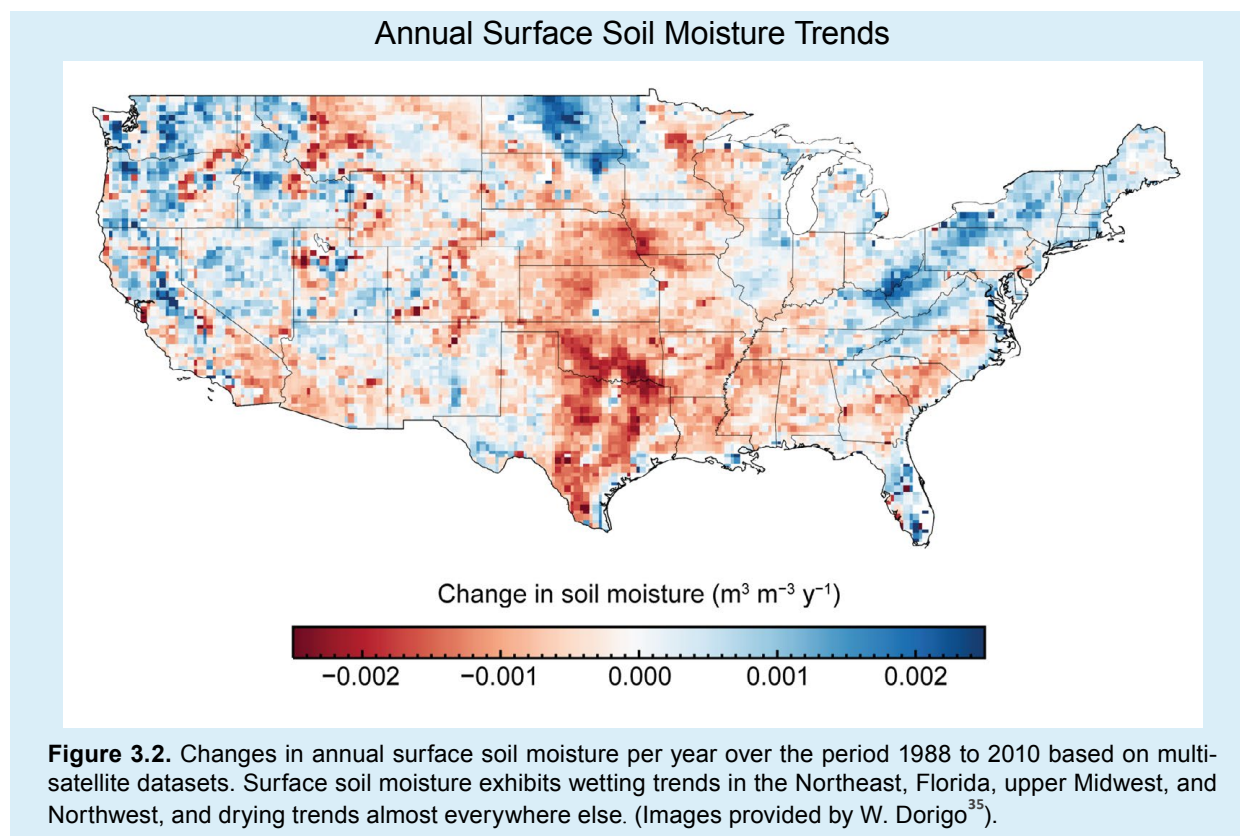 Annual Surface Soil Moisture Trends
Change in soil moisture (m³ m⁻³ y⁻¹)
−0.002 −0.001 0.000 0.001 0.002
Figure 3.2. Changes in annual surface soil moisture per year over the period 1988 to 2010 based on multi-
satellite datasets. Surface soil moisture exhibits wetting trends in the Northeast, Florida, upper Midwest, and
Northwest, and drying trends almost everywhere else. (Images provided by W. Dorigo³⁵).